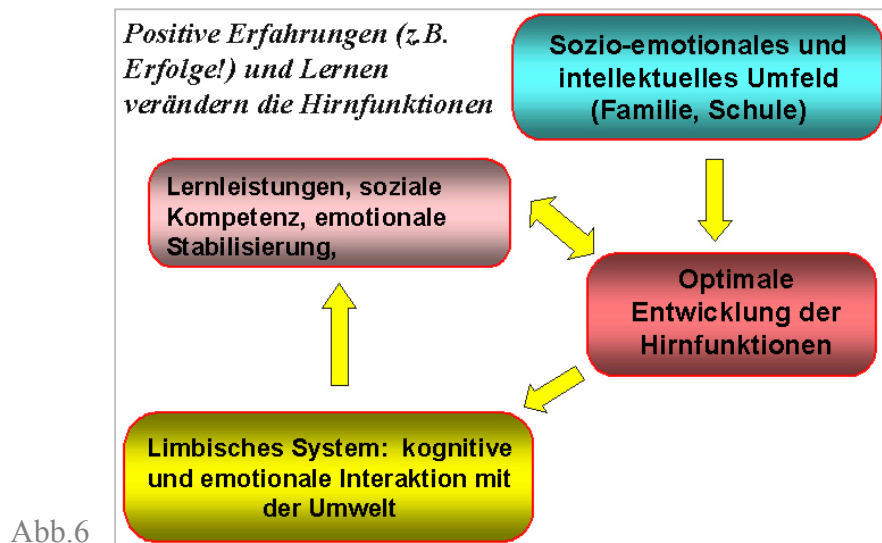 Positive Erfahrungen (z.B.
Erfolge!) und Lernen
verändern die Hirnfunktionen
Sozio-emotionales und
intellektuelles Umfeld
(Familie, Schule)
Lernleistungen, soziale
Kompetenz, emotionale
Stabilisierung,
Optimale
Entwicklung der
Hirnfunktionen
Limbisches System: kognitive
und emotionale Interaktion mit
der Umwelt
Abb.6